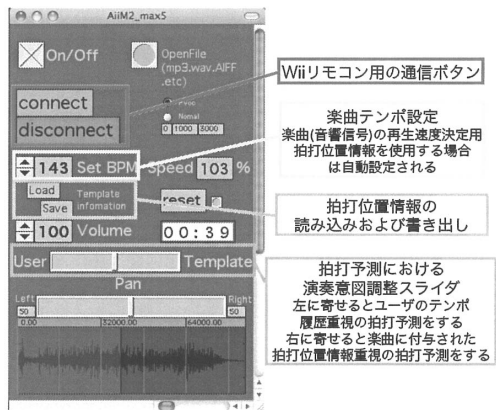 AiiM2_max5
On/Off
OpenFile
(mp3.wav.AIFF
.etc)
connect
disconnect
Nomal
0 1000 3000
143 Set BPM
Speed 103 %
Load
Save
Template
infomation
reset
100 Volume
00:39
User
Template
Pan
Left
Right
50
50
0.00
32000.00
64000.00
Wiiリモコン用の通信ボタン
楽曲テンポ設定
楽曲(音響信号)の再生速度決定用
拍打位置情報を使用する場合
は自動設定される
拍打位置情報の
読み込みおよび書き出し
拍打予測における
演奏意図調整スライダ
左に寄せるとユーザのテンポ
履歴重視の拍打予測をする
右に寄せると楽曲に付与された
拍打位置情報重視の拍打予測をする